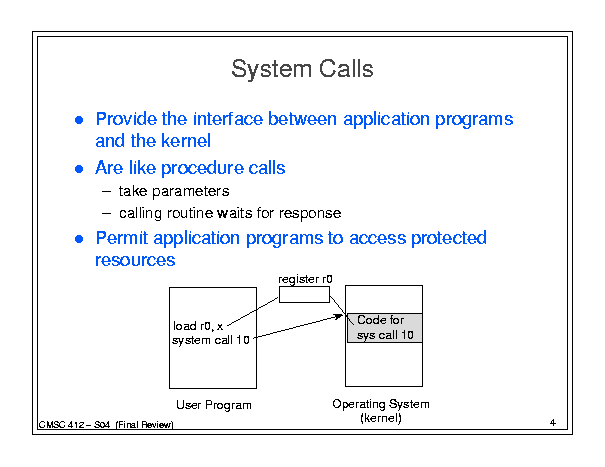 System Calls
● Provide the interface between application programs
and the kernel
● Are like procedure calls
– take parameters
– calling routine waits for response
● Permit application programs to access protected
resources
register r0
load r0, x
system call 10
Code for
sys call 10
User Program
Operating System
(kernel)
CMSC 412 – S04 (Final Review)
4